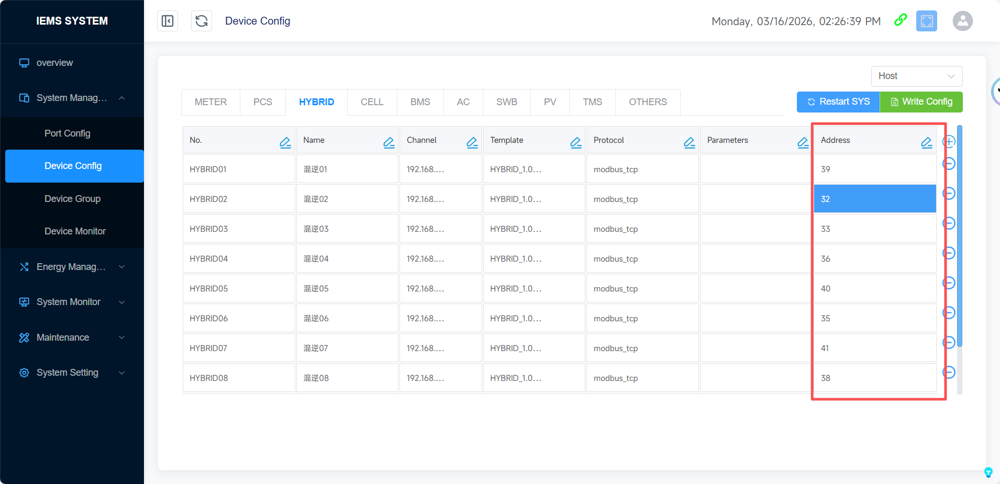 IEMS SYSTEM
Device Config
Monday, 03/16/2026, 02:26:39 PM
overview
System Manag...
Port Config
Device Config
Device Group
Device Monitor
Energy Manag...
System Monitor
Maintenance
System Setting
Host
METER PCS HYBRID CELL BMS AC SWB PV TMS OTHERS
Restart SYS Write Config
No. Name Channel Template Protocol Parameters Address
HYBRID01 混逆01 192.168.... HYBRID_1.0... modbus_tcp 39
HYBRID02 混逆02 192.168.... HYBRID_1.0... modbus_tcp 32
HYBRID03 混逆03 192.168.... HYBRID_1.0... modbus_tcp 33
HYBRID04 混逆04 192.168.... HYBRID_1.0... modbus_tcp 36
HYBRID05 混逆05 192.168.... HYBRID_1.0... modbus_tcp 40
HYBRID06 混逆06 192.168.... HYBRID_1.0... modbus_tcp 35
HYBRID07 混逆07 192.168.... HYBRID_1.0... modbus_tcp 41
HYBRID08 混逆08 192.168.... HYBRID_1.0... modbus_tcp 38